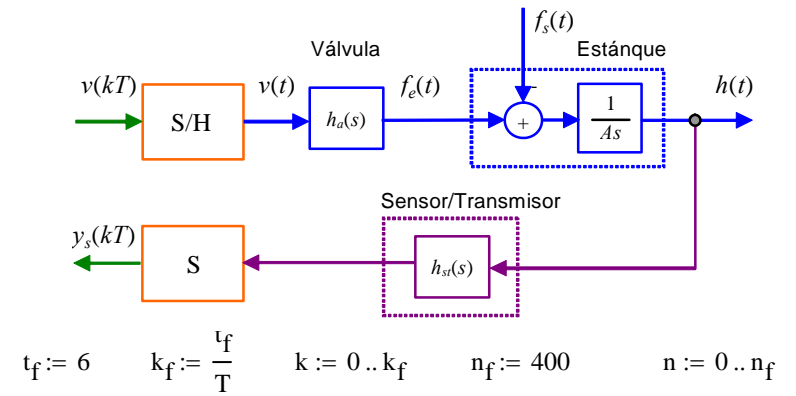 f_s(t)
Válvula Estánque
v(kT) v(t) f_e(t) - h(t)
S/H h_a(s) + 1/As
Sensor/Transmisor
y_s(kT)
S h_st(s)
t_f := 6 k_f := t_f/T k := 0 .. k_f n_f := 400 n := 0 .. n_f